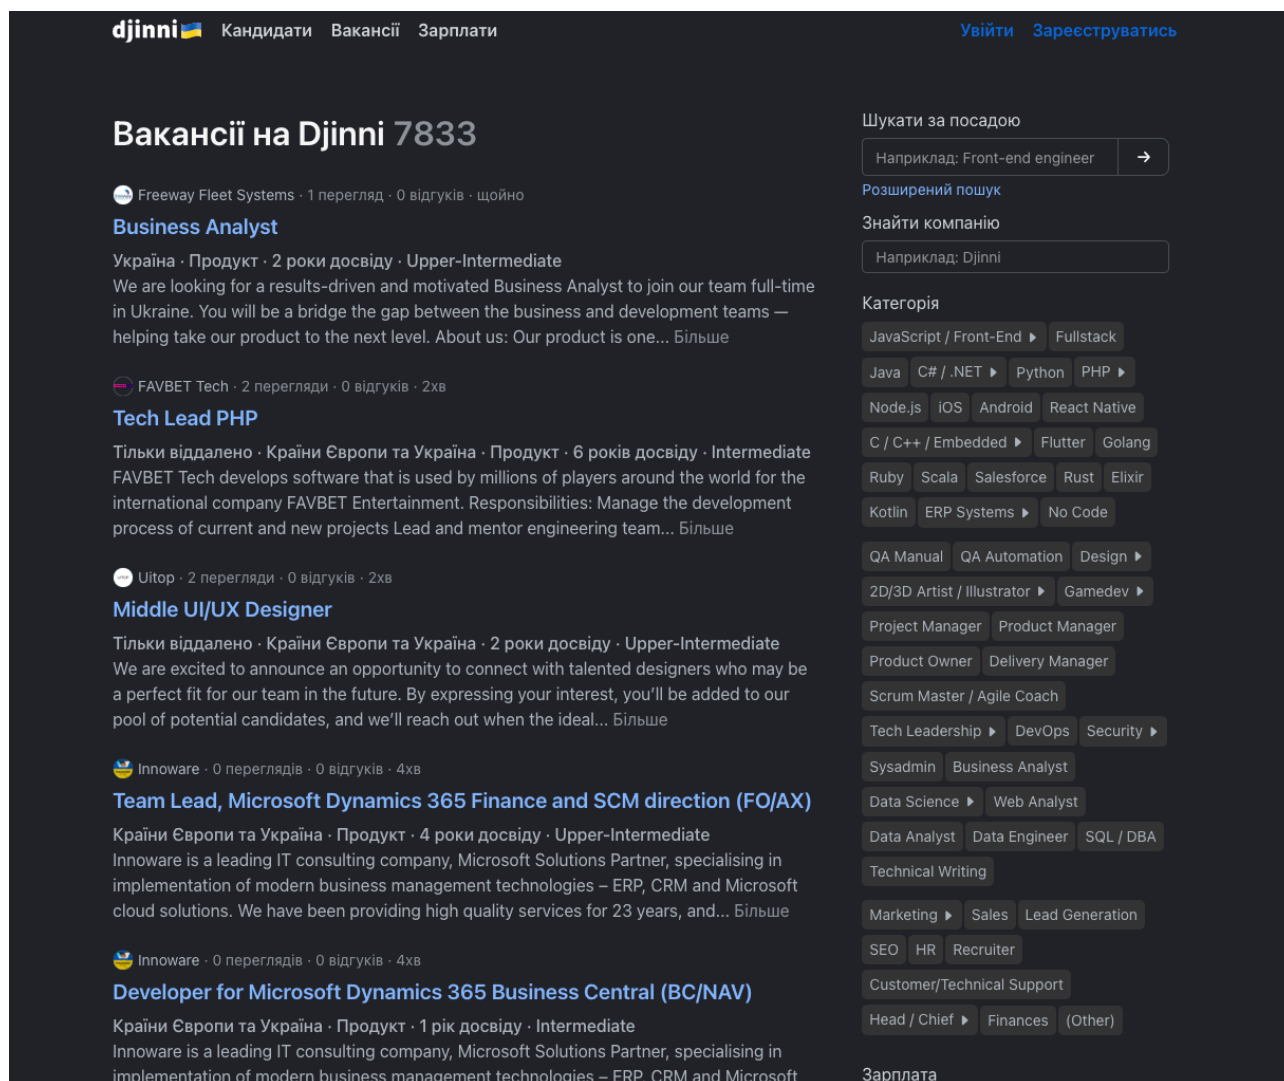 djinni Кандидати Вакансії Зарплати Увійти Зареєструватись
Вакансії на Djinni 7833
Freeway Fleet Systems · 1 перегляд · 0 відгуків · щойно
Business Analyst
Україна · Продукт · 2 роки досвіду · Upper-Intermediate
We are looking for a results-driven and motivated Business Analyst to join our team full-time
in Ukraine. You will be a bridge the gap between the business and development teams —
helping take our product to the next level. About us: Our product is one... Більше
FAVBET Tech · 2 перегляди · 0 відгуків · 2хв
Tech Lead PHP
Тільки віддалено · Країни Європи та Україна · Продукт · 6 років досвіду · Intermediate
FAVBET Tech develops software that is used by millions of players around the world for the
international company FAVBET Entertainment. Responsibilities: Manage the development
process of current and new projects Lead and mentor engineering team... Більше
Uitop · 2 перегляди · 0 відгуків · 2хв
Middle UI/UX Designer
Тільки віддалено · Країни Європи та Україна · 2 роки досвіду · Upper-Intermediate
We are excited to announce an opportunity to connect with talented designers who may be
a perfect fit for our team in the future. By expressing your interest, you’ll be added to our
pool of potential candidates, and we’ll reach out when the ideal... Більше
Innoware · 0 переглядів · 0 відгуків · 4хв
Team Lead, Microsoft Dynamics 365 Finance and SCM direction (FO/AX)
Країни Європи та Україна · Продукт · 4 роки досвіду · Upper-Intermediate
Innoware is a leading IT consulting company, Microsoft Solutions Partner, specialising in
implementation of modern business management technologies – ERP, CRM and Microsoft
cloud solutions. We have been providing high quality services for 23 years, and... Більше
Innoware · 0 переглядів · 0 відгуків · 4хв
Developer for Microsoft Dynamics 365 Business Central (BC/NAV)
Країни Європи та Україна · Продукт · 1 рік досвіду · Intermediate
Innoware is a leading IT consulting company, Microsoft Solutions Partner, specialising in
implementation of modern business management technologies – ERP, CRM and Microsoft
Шукати за посадою
Наприклад: Front-end engineer
Розширений пошук
Знайти компанію
Наприклад: Djinni
Категорія
JavaScript / Front-End Fullstack
Java C# / .NET Python PHP
Node.js iOS Android React Native
C / C++ / Embedded Flutter Golang
Ruby Scala Salesforce Rust Elixir
Kotlin ERP Systems No Code
QA Manual QA Automation Design
2D/3D Artist / Illustrator Gamedev
Project Manager Product Manager
Product Owner Delivery Manager
Scrum Master / Agile Coach
Tech Leadership DevOps Security
Sysadmin Business Analyst
Data Science Web Analyst
Data Analyst Data Engineer SQL / DBA
Technical Writing
Marketing Sales Lead Generation
SEO HR Recruiter
Customer/Technical Support
Head / Chief Finances (Other)
Зарплата